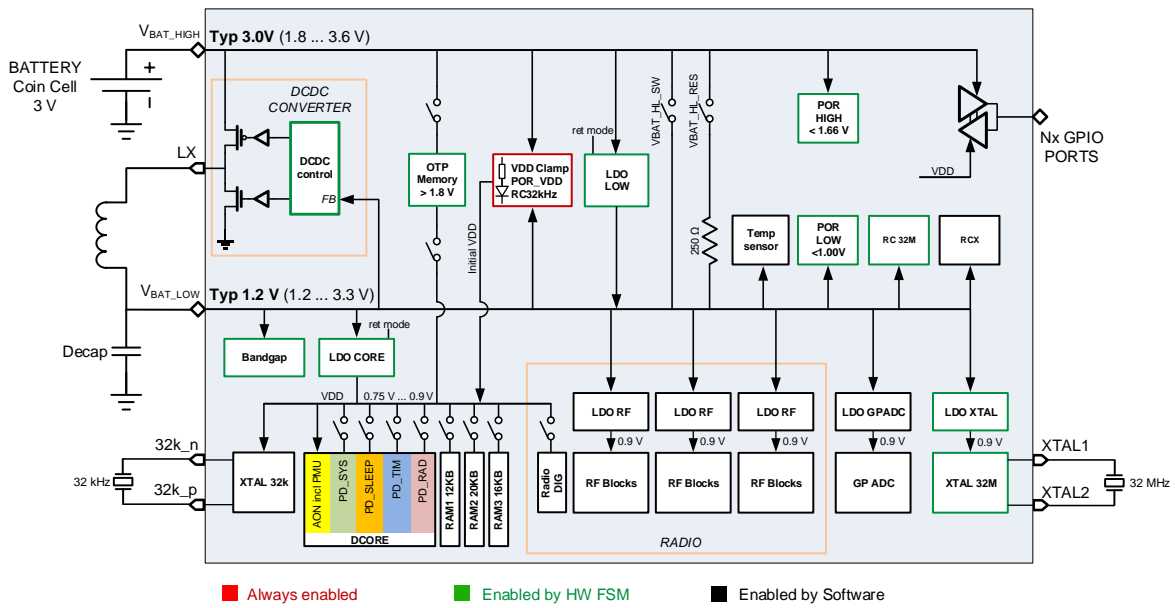 V_BAT_HIGH
Typ 3.0V (1.8 ... 3.6 V)
BATTERY
Coin Cell
3 V
+
DCDC
CONVERTER
DCDC
control
FB
LX
OTP
Memory
> 1.8 V
VDD Clamp
POR_VDD
RC32kHz
Initial VDD
ret mode
LDO
LOW
VBAT_HL_SW
VBAT_HL_RES
250 Ω
POR
HIGH
< 1.66 V
VDD
Nx GPIO
PORTS
Temp
sensor
POR
LOW
<1.00V
RC 32M
RCX
V_BAT_LOW
Typ 1.2 V (1.2 ... 3.3 V)
Decap
Bandgap
LDO CORE
ret mode
VDD
0.75 V ... 0.9 V
LDO RF
LDO RF
LDO RF
LDO GPADC
LDO XTAL
0.9 V
0.9 V
0.9 V
0.9 V
0.9 V
32k_n
32 kHz
32k_p
XTAL 32k
AON incl PMU
PD_SYS
PD_SLEEP
PD_TIM
PD_RAD
DCORE
RAM1 12KB
RAM2 20KB
RAM3 16KB
Radio
DIG
RF Blocks
RF Blocks
RF Blocks
GP ADC
XTAL 32M
RADIO
XTAL1
32 MHz
XTAL2
Always enabled
Enabled by HW FSM
Enabled by Software